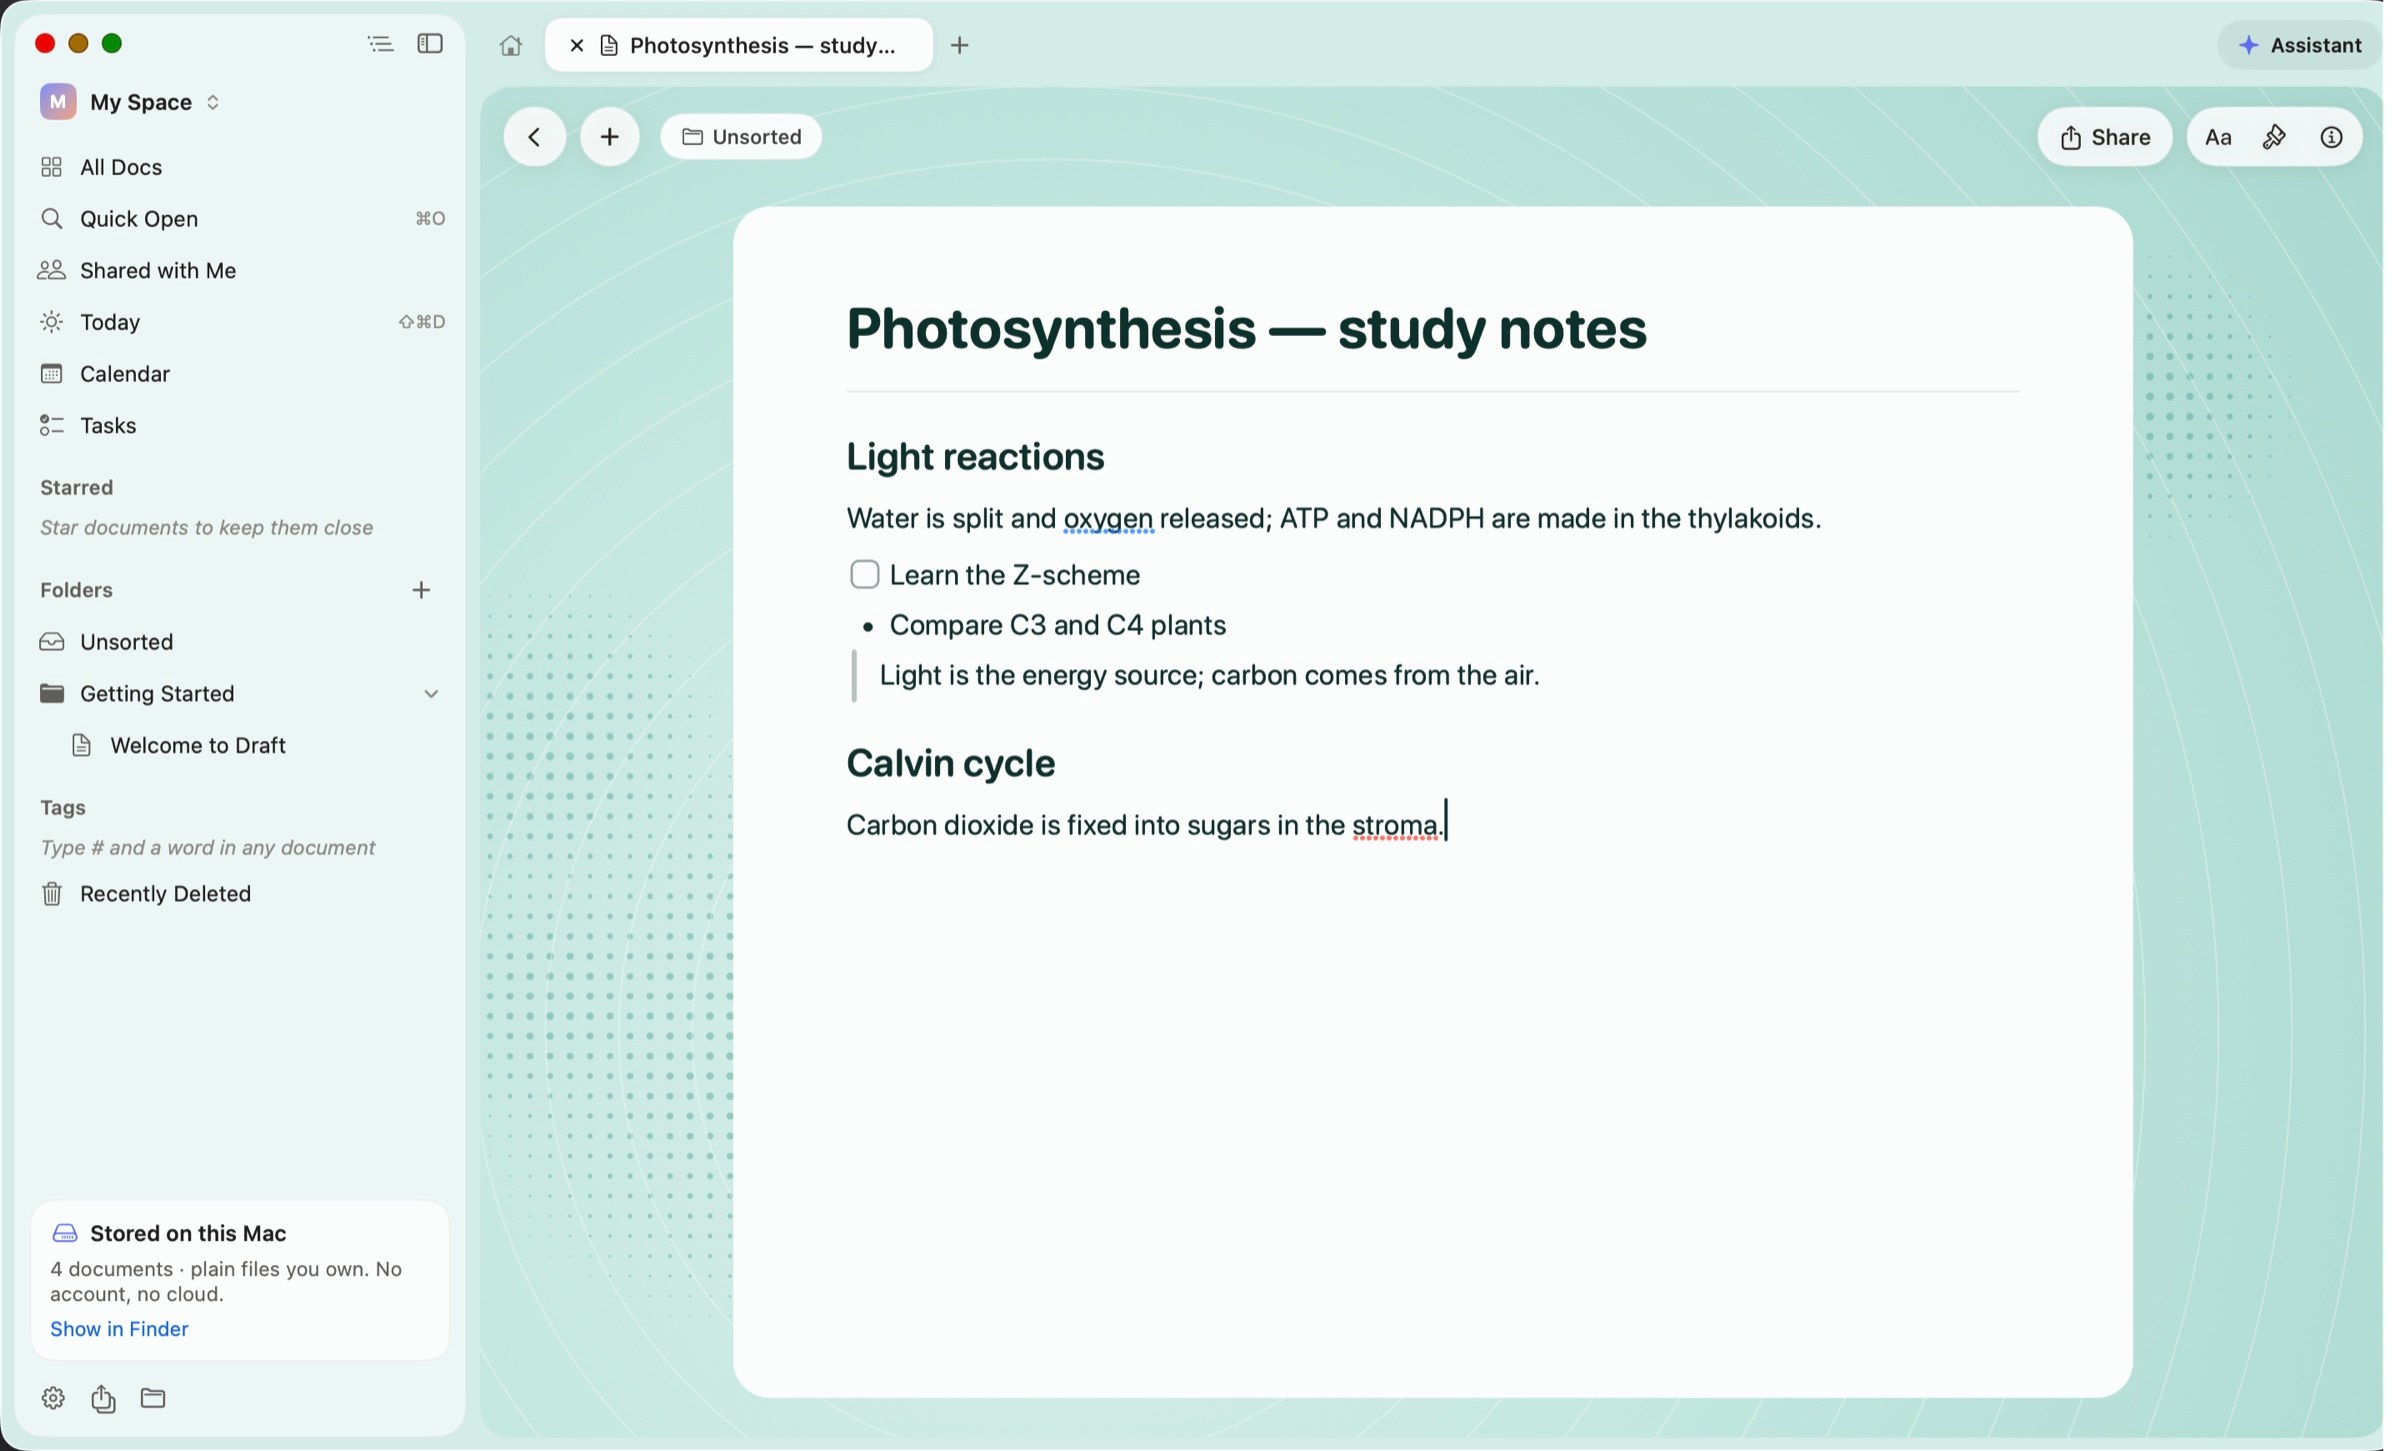 Photosynthesis — study...
Assistant
M
My Space
All Docs
Quick Open ⌘O
Shared with Me
Today ⇧⌘D
Calendar
Tasks
Starred
Star documents to keep them close
Folders
Unsorted
Getting Started
Welcome to Draft
Tags
Type # and a word in any document
Recently Deleted
Stored on this Mac
4 documents · plain files you own. No
account, no cloud.
Show in Finder
Unsorted
Share
Aa
Photosynthesis — study notes
Light reactions
Water is split and oxygen released; ATP and NADPH are made in the thylakoids.
Learn the Z-scheme
• Compare C3 and C4 plants
Light is the energy source; carbon comes from the air.
Calvin cycle
Carbon dioxide is fixed into sugars in the stroma.